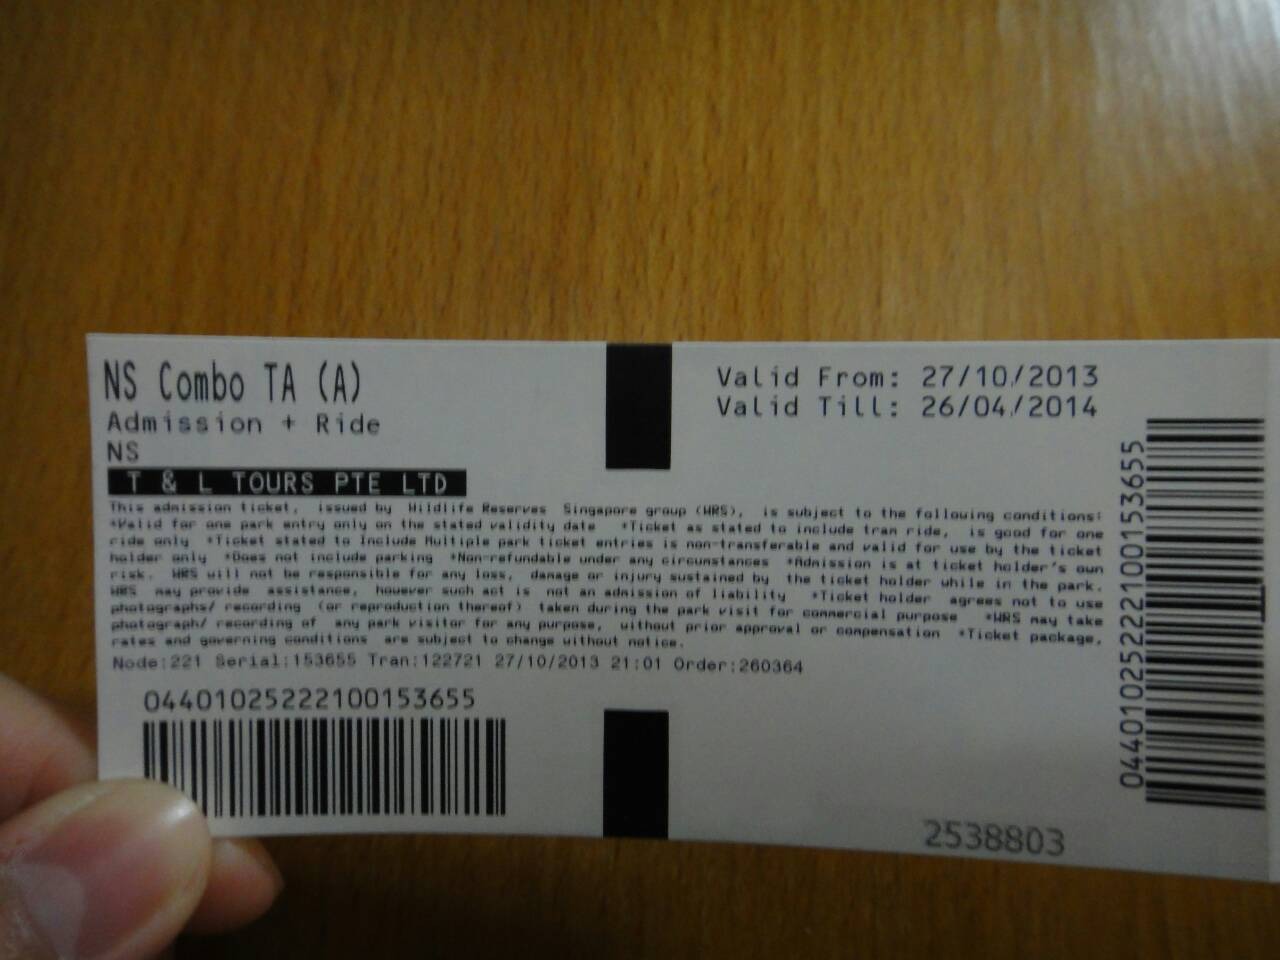 NS Combo TA (A)
Admission + Ride
NS
T & L TOURS PTE LTD
Valid From: 27/10/2013
Valid Till: 26/04/2014
This admission ticket, issued by Wildlife Reserves Singapore group (WRS), is subject to the following conditions:
*Valid for one park entry only on the stated validity date *Ticket as stated to include tram ride, is good for one
ride only *Ticket stated to Include Multiple park ticket entries is non-transferable and valid for use by the ticket
holder only *Does not include parking *Non-refundable under any circumstances *Admission is at ticket holder's own
risk. WRS will not be responsible for any loss, damage or injury sustained by the ticket holder while in the park.
WRS may provide assistance, however such act is not an admission of liability *Ticket holder agrees not to use
photographs/ recording (or reproduction thereof) taken during the park visit for commercial purpose *WRS may take
photograph/ recording of any park visitor for any purpose, without prior approval or compensation *Ticket package,
rates and governing conditions are subject to change without notice.
Node:221 Serial:153655 Tran:122721 27/10/2013 21:01 Order:260364
04401025222100153655
04401025222100153655
2538803